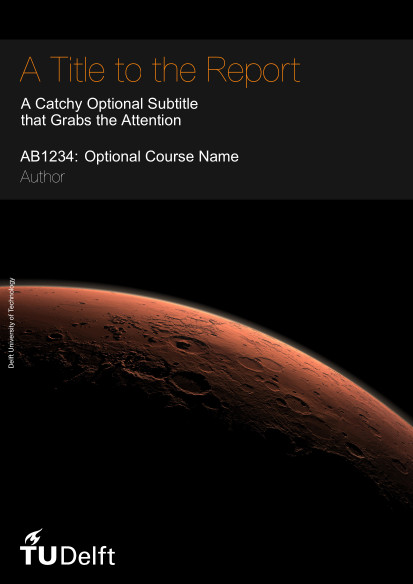 A Title to the Report
A Catchy Optional Subtitle
that Grabs the Attention
AB1234: Optional Course Name
Author
Delft University of Technology
TUDelft